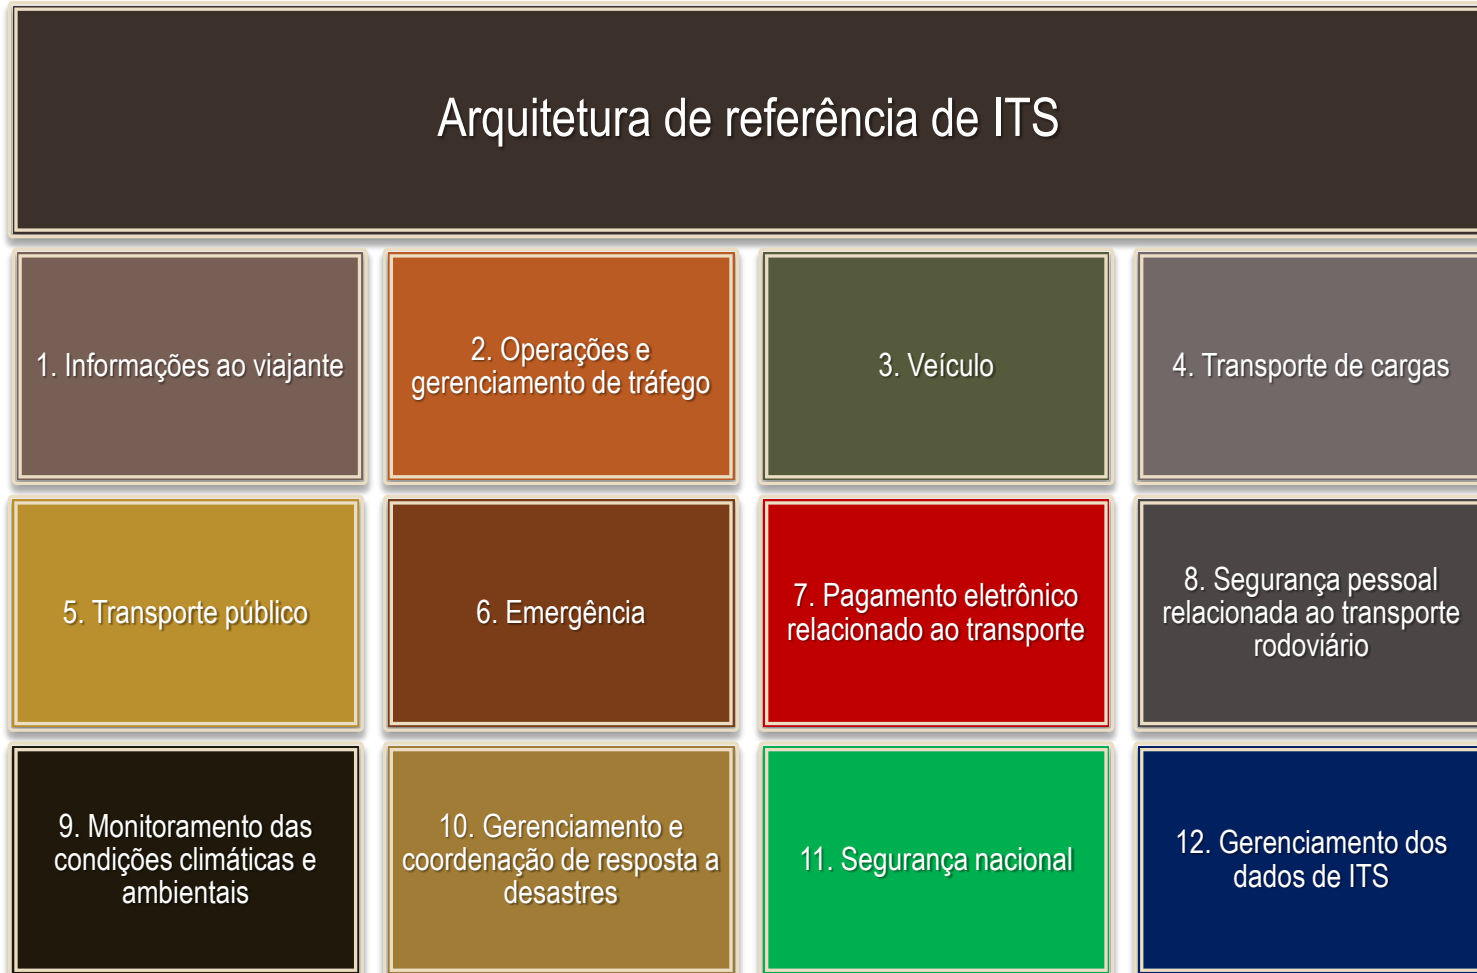 Arquitetura de referência de ITS
1. Informações ao viajante
2. Operações e
gerenciamento de tráfego
3. Veículo
4. Transporte de cargas
5. Transporte público
6. Emergência
7. Pagamento eletrônico
relacionado ao transporte
8. Segurança pessoal
relacionada ao transporte
rodoviário
9. Monitoramento das
condições climáticas e
ambientais
10. Gerenciamento e
coordenação de resposta a
desastres
11. Segurança nacional
12. Gerenciamento dos
dados de ITS